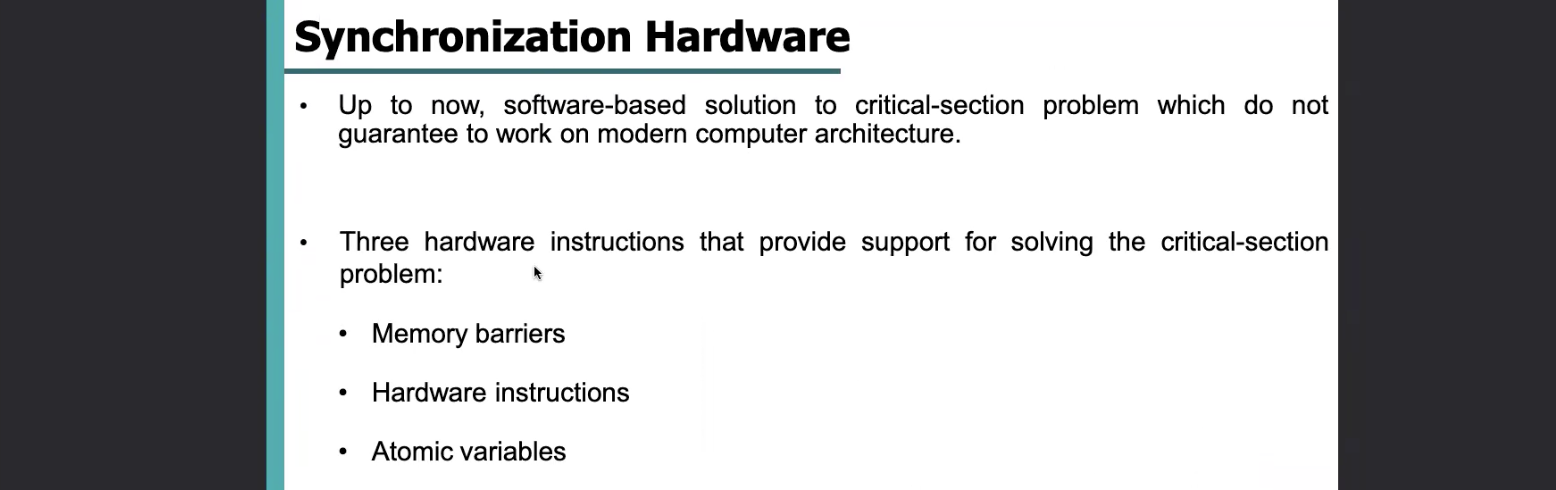 Synchronization Hardware
• Up to now, software-based solution to critical-section problem which do not
guarantee to work on modern computer architecture.
• Three hardware instructions that provide support for solving the critical-section
problem:
• Memory barriers
• Hardware instructions
• Atomic variables